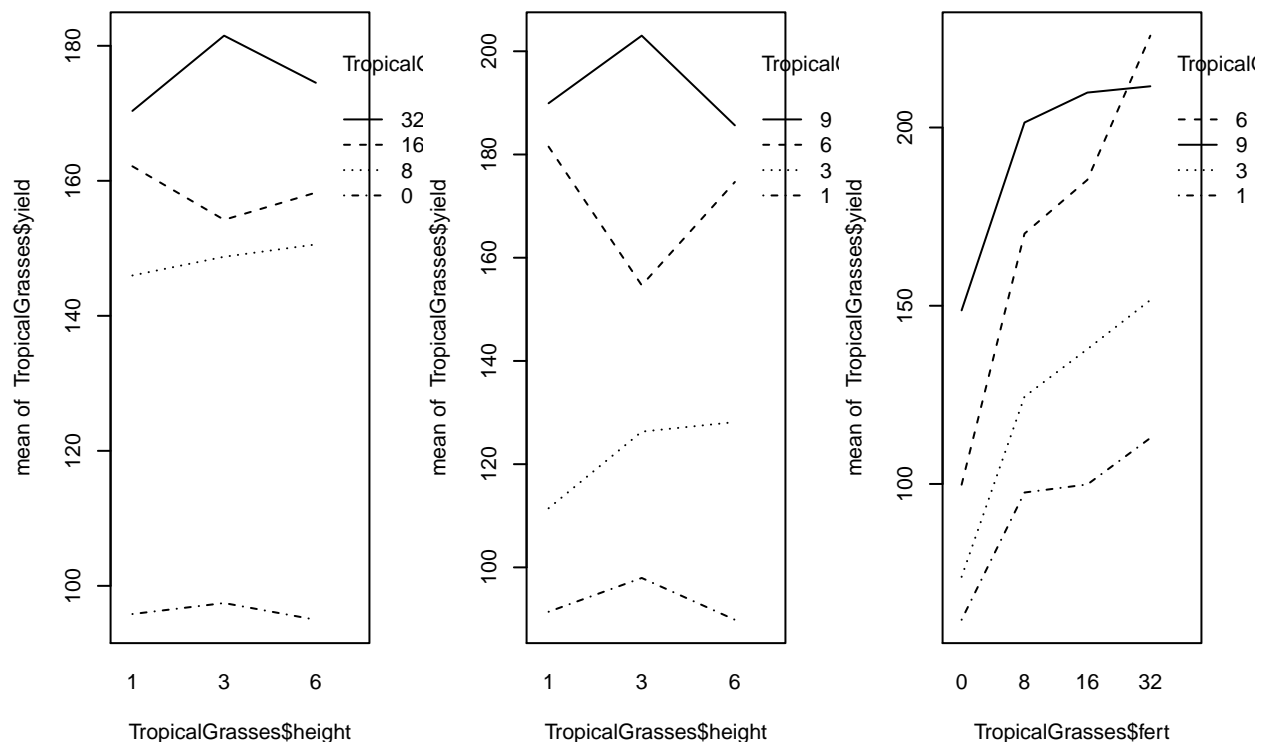 mean of TropicalGrasses$yield
180
160
140
120
100
1 3 6
TropicalGrasses$height
TropicalG
32
16
8
0
mean of TropicalGrasses$yield
200
180
160
140
120
100
1 3 6
TropicalGrasses$height
TropicalG
9
6
3
1
mean of TropicalGrasses$yield
200
150
100
0 8 16 32
TropicalGrasses$fert
TropicalG
6
9
3
1